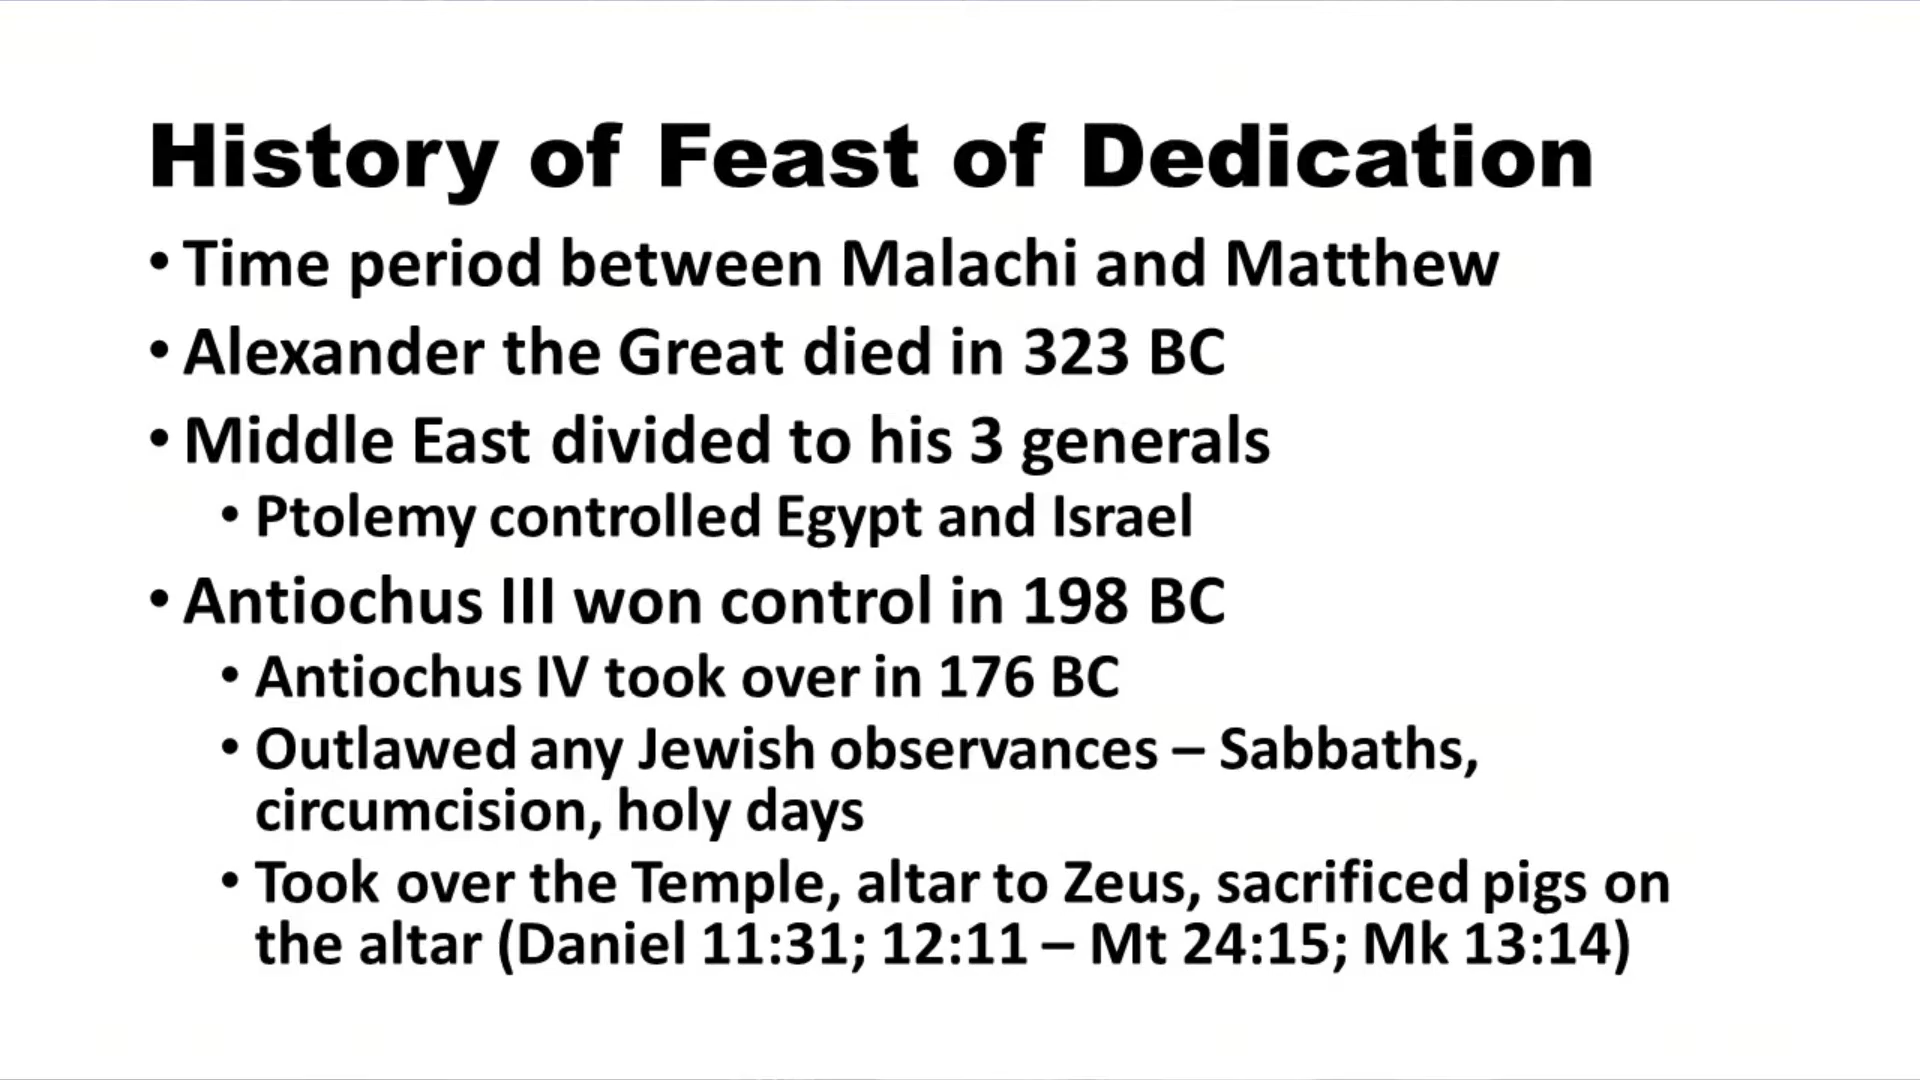 History of Feast of Dedication
• Time period between Malachi and Matthew
• Alexander the Great died in 323 BC
• Middle East divided to his 3 generals
• Ptolemy controlled Egypt and Israel
• Antiochus III won control in 198 BC
• Antiochus IV took over in 176 BC
• Outlawed any Jewish observances – Sabbaths,
circumcision, holy days
• Took over the Temple, altar to Zeus, sacrificed pigs on
the altar (Daniel 11:31; 12:11 – Mt 24:15; Mk 13:14)